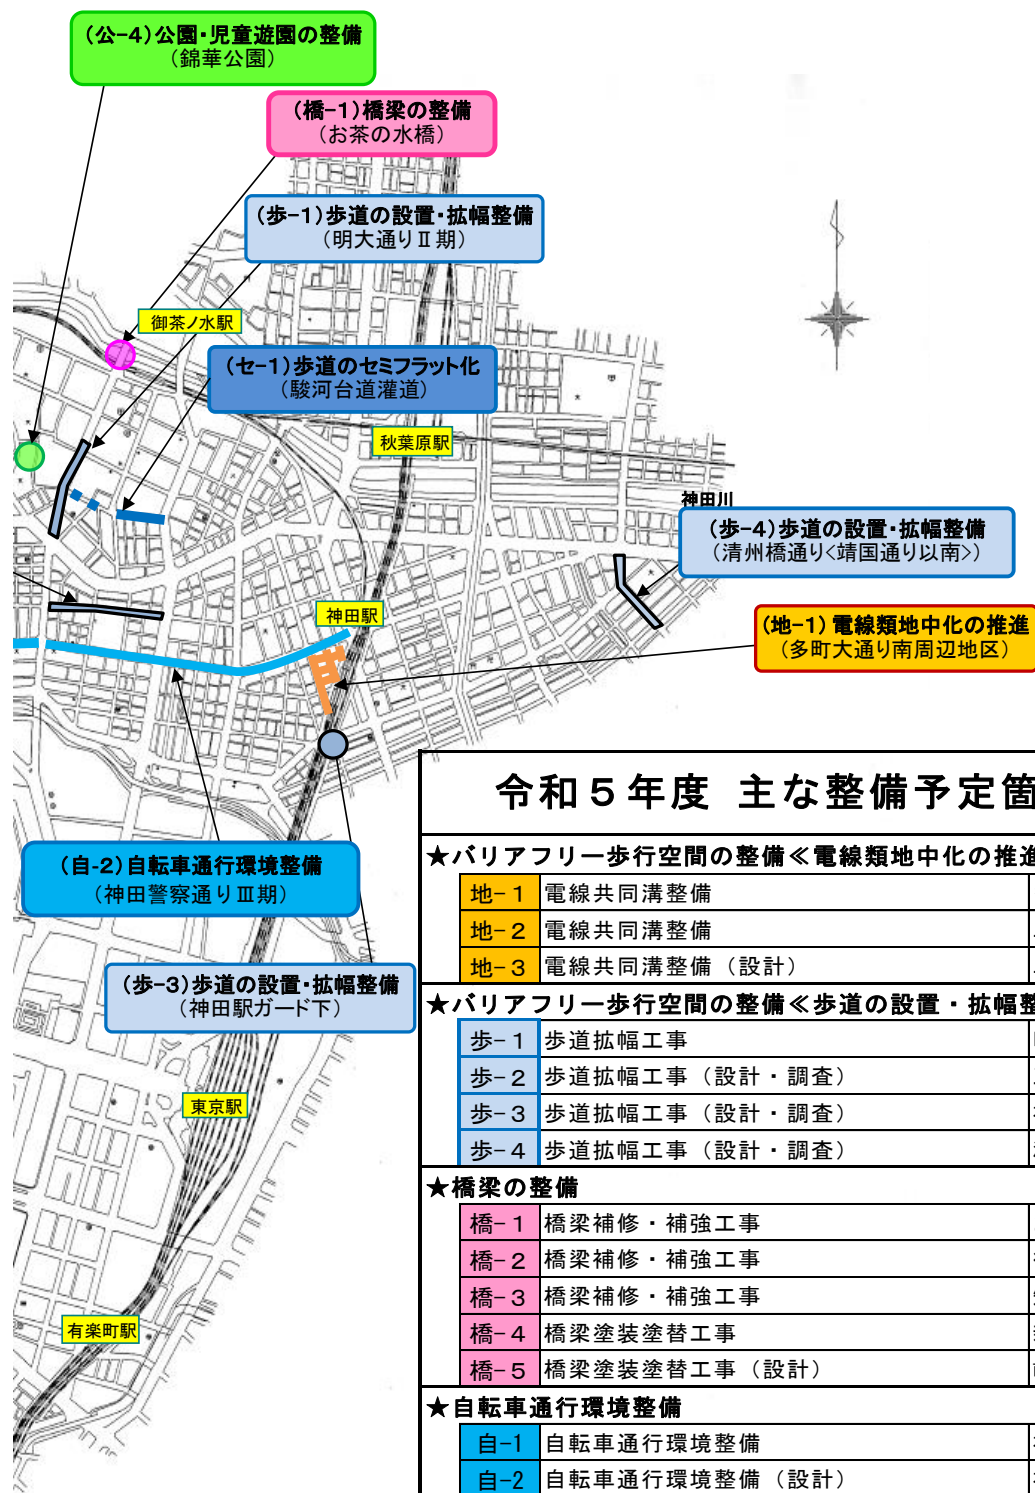 (公-4)公園・児童遊園の整備
(錦華公園)
(橋-1)橋梁の整備
(お茶の水橋)
(歩-1)歩道の設置・拡幅整備
(明大通りⅡ期)
御茶ノ水駅
(セ-1)歩道のセミフラット化
(駿河台道灌道)
秋葉原駅
神田川
(歩-4)歩道の設置・拡幅整備
(清州橋通り<靖国通り以南>)
神田駅
(地-1)電線類地中化の推進
(多町大通り南周辺地区)
(自-2)自転車通行環境整備
(神田警察通りⅢ期)
(歩-3)歩道の設置・拡幅整備
(神田駅ガード下)
東京駅
有楽町駅
令和5年度 主な整備予定箇
★バリアフリー歩行空間の整備≪電線類地中化の推進
地-1 電線共同溝整備
地-2 電線共同溝整備
地-3 電線共同溝整備（設計）
★バリアフリー歩行空間の整備≪歩道の設置・拡幅整
歩-1 歩道拡幅工事
歩-2 歩道拡幅工事（設計・調査）
歩-3 歩道拡幅工事（設計・調査）
歩-4 歩道拡幅工事（設計・調査）
★橋梁の整備
橋-1 橋梁補修・補強工事
橋-2 橋梁補修・補強工事
橋-3 橋梁補修・補強工事
橋-4 橋梁塗装塗替工事
橋-5 橋梁塗装塗替工事（設計）
★自転車通行環境整備
自-1 自転車通行環境整備
自-2 自転車通行環境整備（設計）